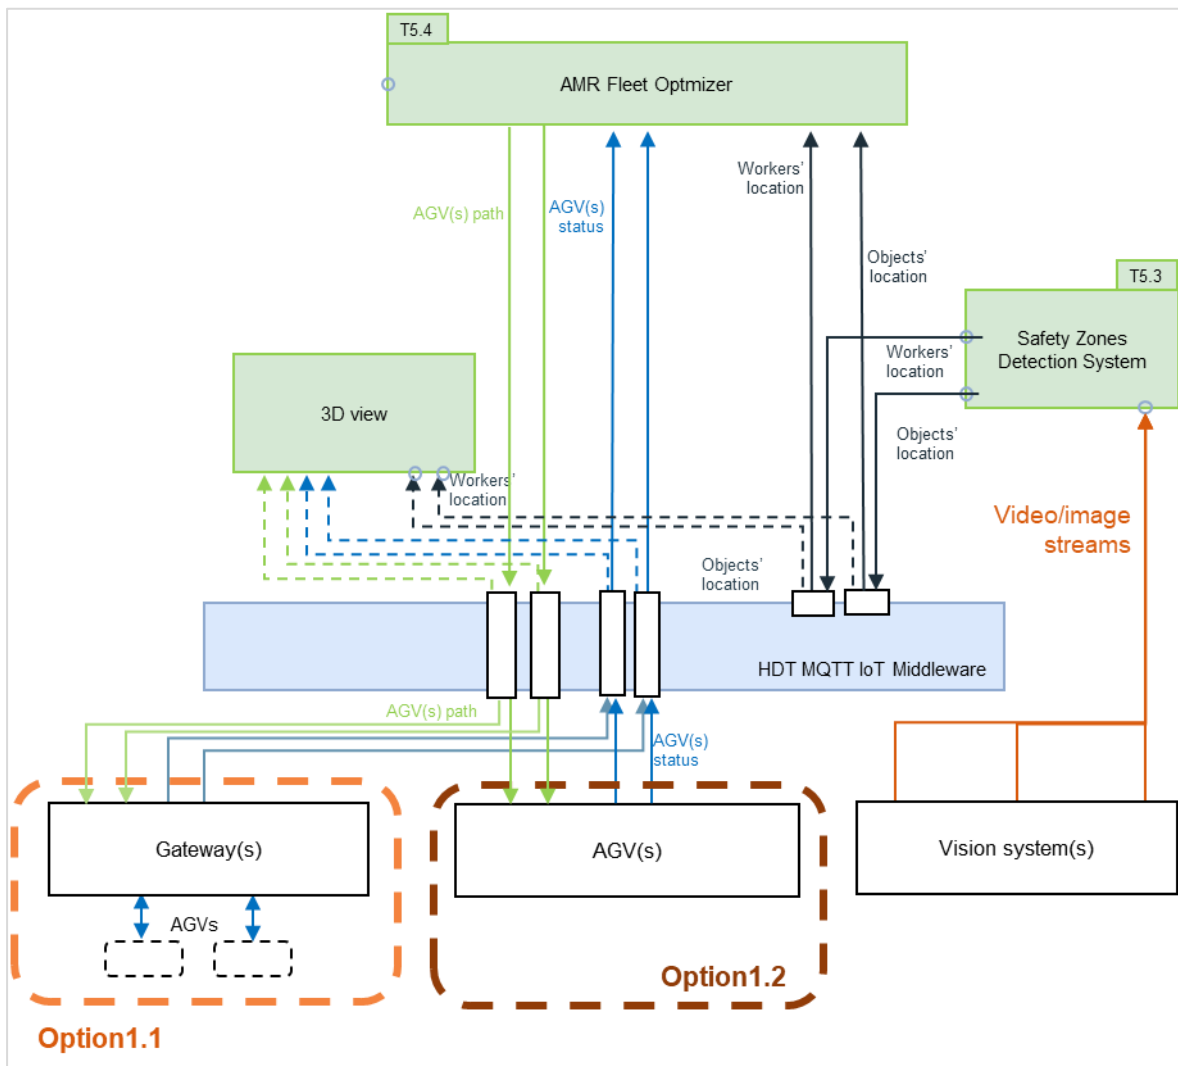 T5.4
AMR Fleet Optmizer
Workers'
location
AGV(s) path
AGV(s)
status
Objects'
location
T5.3
Safety Zones
Detection System
Workers'
location
3D view
Objects'
location
Workers'
location
Video/image
streams
Objects'
location
HDT MQTT IoT Middleware
AGV(s) path
AGV(s)
status
Gateway(s)
AGV(s)
Vision system(s)
AGVs
Option1.2
Option1.1